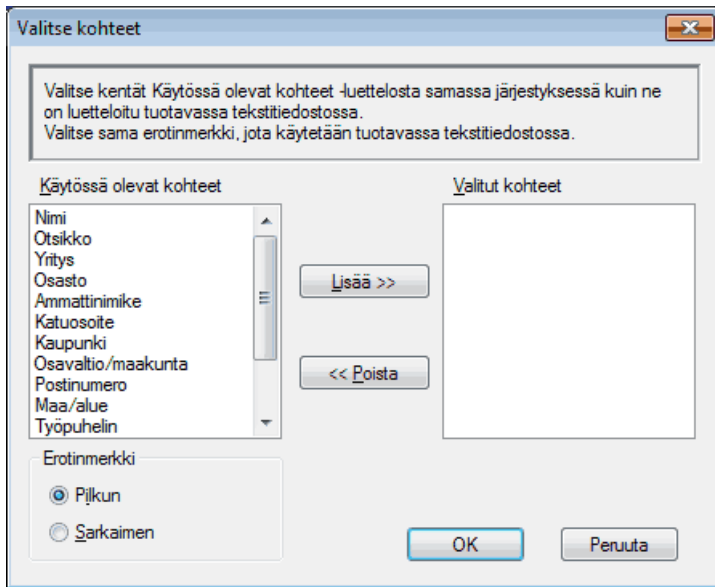 Valitse kohteet
Valitse kentät Käytössä olevat kohteet -luettelosta samassa järjestyksessä kuin ne
on luetteloitu tuotavassa tekstitiedostossa.
Valitse sama erotinmerkki, jota käytetään tuotavassa tekstitiedostossa.
Käytössä olevat kohteet
Valitut kohteet
Nimi
Otsikko
Yritys
Osasto
Ammattinimike
Katuosoite
Kaupunki
Osavaltio/maakunta
Postinumero
Maa/alue
Työpuhelin
Lisää >>
<< Poista
Erotinmerkki
Pilkun
Sarkaimen
OK
Peruuta